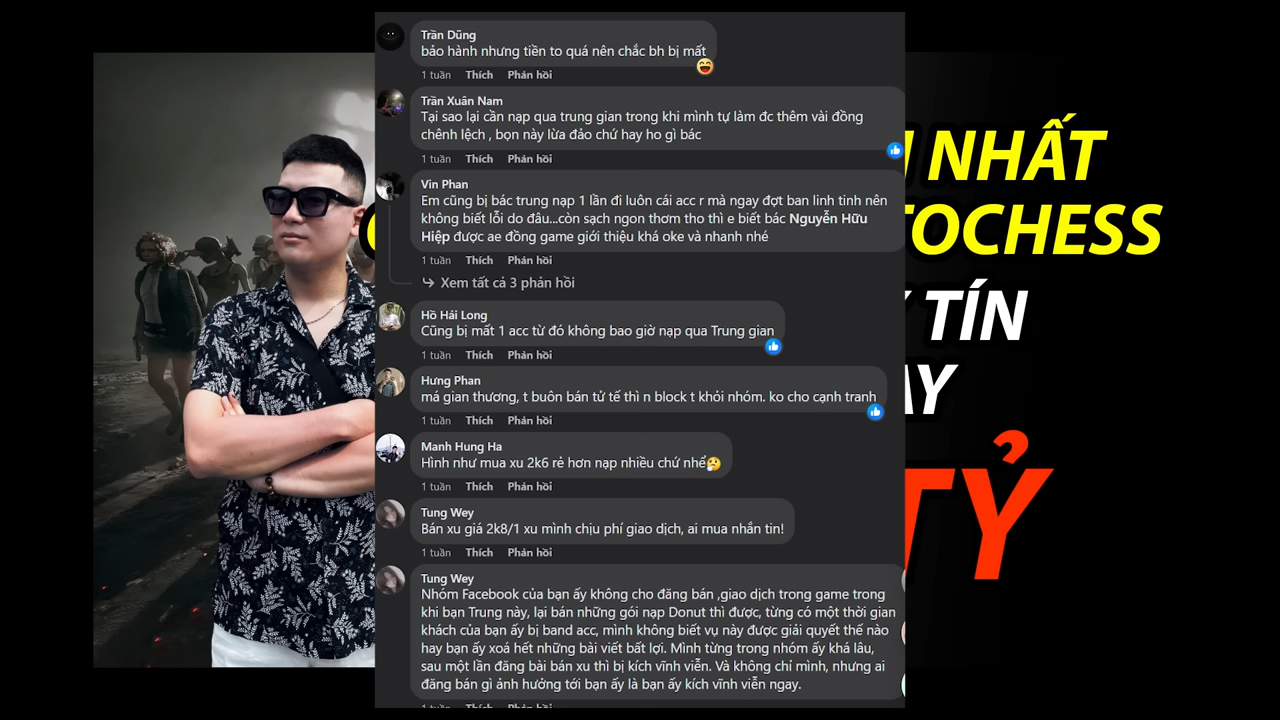 Trần Dũng
bảo hành nhưng tiền to quá nên chắc bh bị mất
1 tuần Thích Phản hồi
Trần Xuân Nam
Tại sao lại cần nạp qua trung gian trong khi mình tự làm đc thêm vài đồng
chênh lệch , bọn này lừa đảo chứ hay ho gì bác
1 tuần Thích Phản hồi
Vin Phan
Em cũng bị bác trung nạp 1 lần đi luôn cái acc r mà ngay đợt ban linh tinh nên
không biết lỗi do đâu...còn sạch ngon thơm tho thì e biết bác Nguyễn Hữu
Hiệp được ae đồng game giới thiệu khá oke và nhanh nhé
1 tuần Thích Phản hồi
Xem tất cả 3 phản hồi
Hồ Hải Long
Cũng bị mất 1 acc từ đó không bao giờ nạp qua Trung gian
1 tuần Thích Phản hồi
Hưng Phan
má gian thương, t buôn bán tử tế thì n block t khỏi nhóm. ko cho cạnh tranh
1 tuần Thích Phản hồi
Manh Hung Ha
Hình như mua xu 2k6 rẻ hơn nạp nhiều chứ nhể
1 tuần Thích Phản hồi
Tung Wey
Bán xu giá 2k8/1 xu mình chịu phí giao dịch, ai mua nhắn tin!
1 tuần Thích Phản hồi
Tung Wey
Nhóm Facebook của bạn ấy không cho đăng bán ,giao dịch trong game trong
khi bạn Trung này, lại bán những gói nạp Donut thì được, từng có một thời gian
khách của bạn ấy bị band acc, mình không biết vụ này được giải quyết thế nào
hay bạn ấy xoá hết những bài viết bất lợi. Mình từng trong nhóm ấy khá lâu,
sau một lần đăng bài bán xu thì bị kích vĩnh viễn. Và không chỉ mình, nhưng ai
đăng bán gì ảnh hưởng tới bạn ấy là bạn ấy kích vĩnh viễn ngay.
1 tuần Thích Phản hồi
NHẤT
TOCHESS
TÍN
AY
TỶ